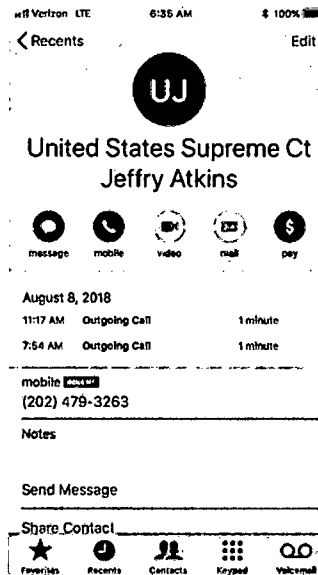 Verizon LTE 6:35 AM 100%
Recents Edit
UJ
United States Supreme Ct
Jeffry Atkins
message mobile video mail pay
$
August 8, 2018
11:17 AM Outgoing Call 1 minute
7:54 AM Outgoing Call 1 minute
mobile
(202) 479-3263
Notes
Send Message
Share Contact
Favorites Recents Contacts Keypad Voicemail